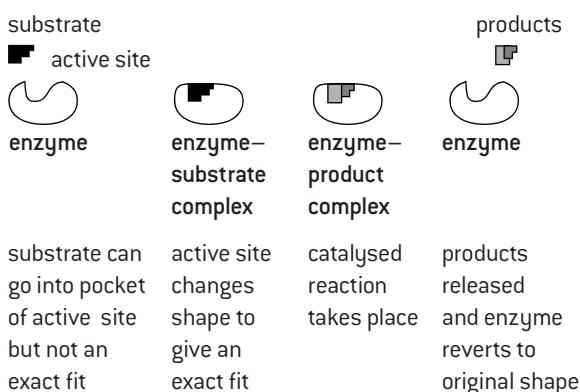 substrate
products
active site
enzyme
enzyme–
substrate
complex
enzyme–
product
complex
enzyme
substrate can
go into pocket
of active site
but not an
exact fit
active site
changes
shape to
give an
exact fit
catalysed
reaction
takes place
products
released
and enzyme
reverts to
original shape